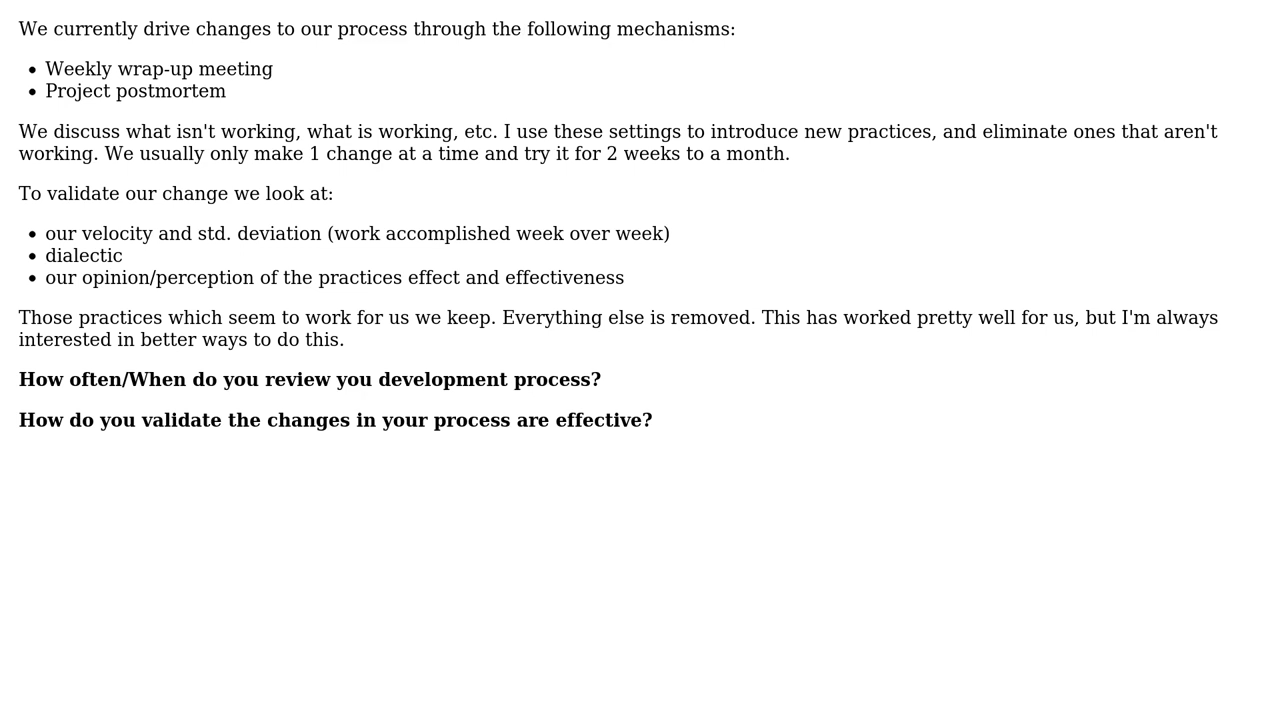 We currently drive changes to our process through the following mechanisms:
• Weekly wrap-up meeting
• Project postmortem
We discuss what isn't working, what is working, etc. I use these settings to introduce new practices, and eliminate ones that aren't
working. We usually only make 1 change at a time and try it for 2 weeks to a month.
To validate our change we look at:
• our velocity and std. deviation (work accomplished week over week)
• dialectic
• our opinion/perception of the practices effect and effectiveness
Those practices which seem to work for us we keep. Everything else is removed. This has worked pretty well for us, but I'm always
interested in better ways to do this.
How often/When do you review you development process?
How do you validate the changes in your process are effective?